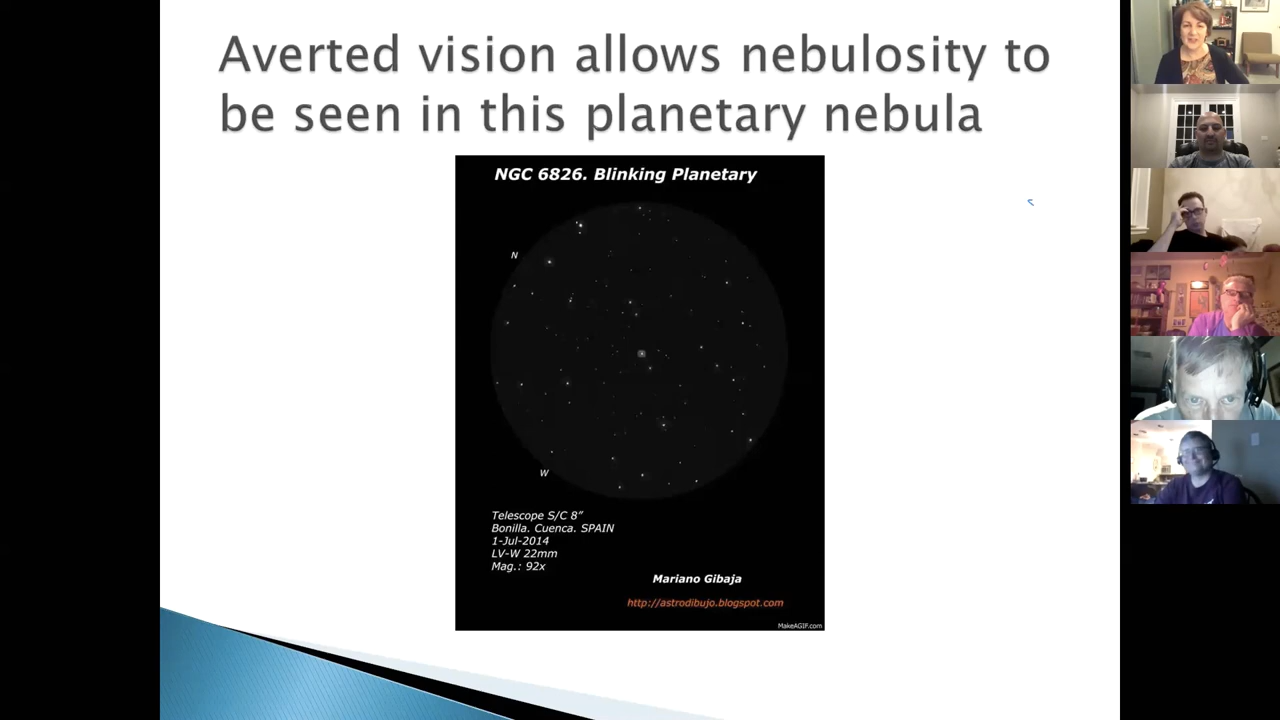 Averted vision allows nebulosity to
be seen in this planetary nebula
NGC 6826. Blinking Planetary
N
W
Telescope S/C 8”
Bonilla. Cuenca. SPAIN
1-Jul-2014
LV-W 22mm
Mag.: 92x
Mariano Gibaja
http://astrodibujo.blogspot.com
MakeAGIF.com